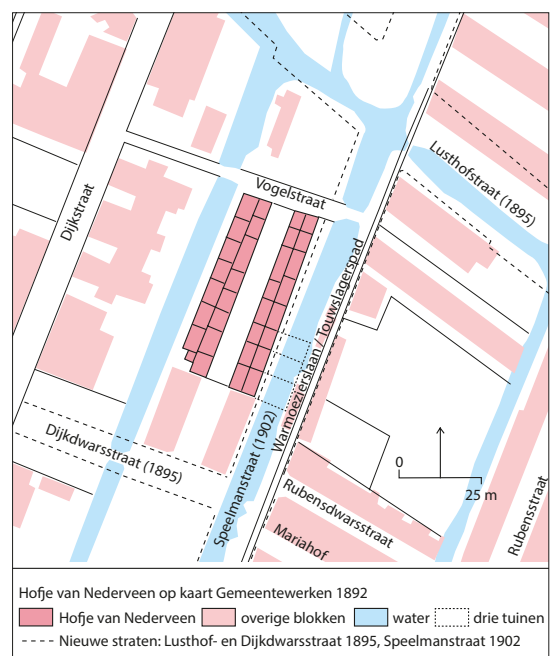 Lusthofstraat (1895)
Vogelstraat
Dijkstraat
Warmoezierslaan / Touwslagerspad
Dijkdwarsstraat (1895)
Speelmanstraat (1902)
0
25 m
Rubensdwarsstraat
Rubensstraat
Mariahof
Hofje van Nederveen op kaart Gemeentewerken 1892
Hofje van Nederveen overige blokken water drie tuinen
Nieuwe straten: Lusthof- en Dijkdwarsstraat 1895, Speelmanstraat 1902